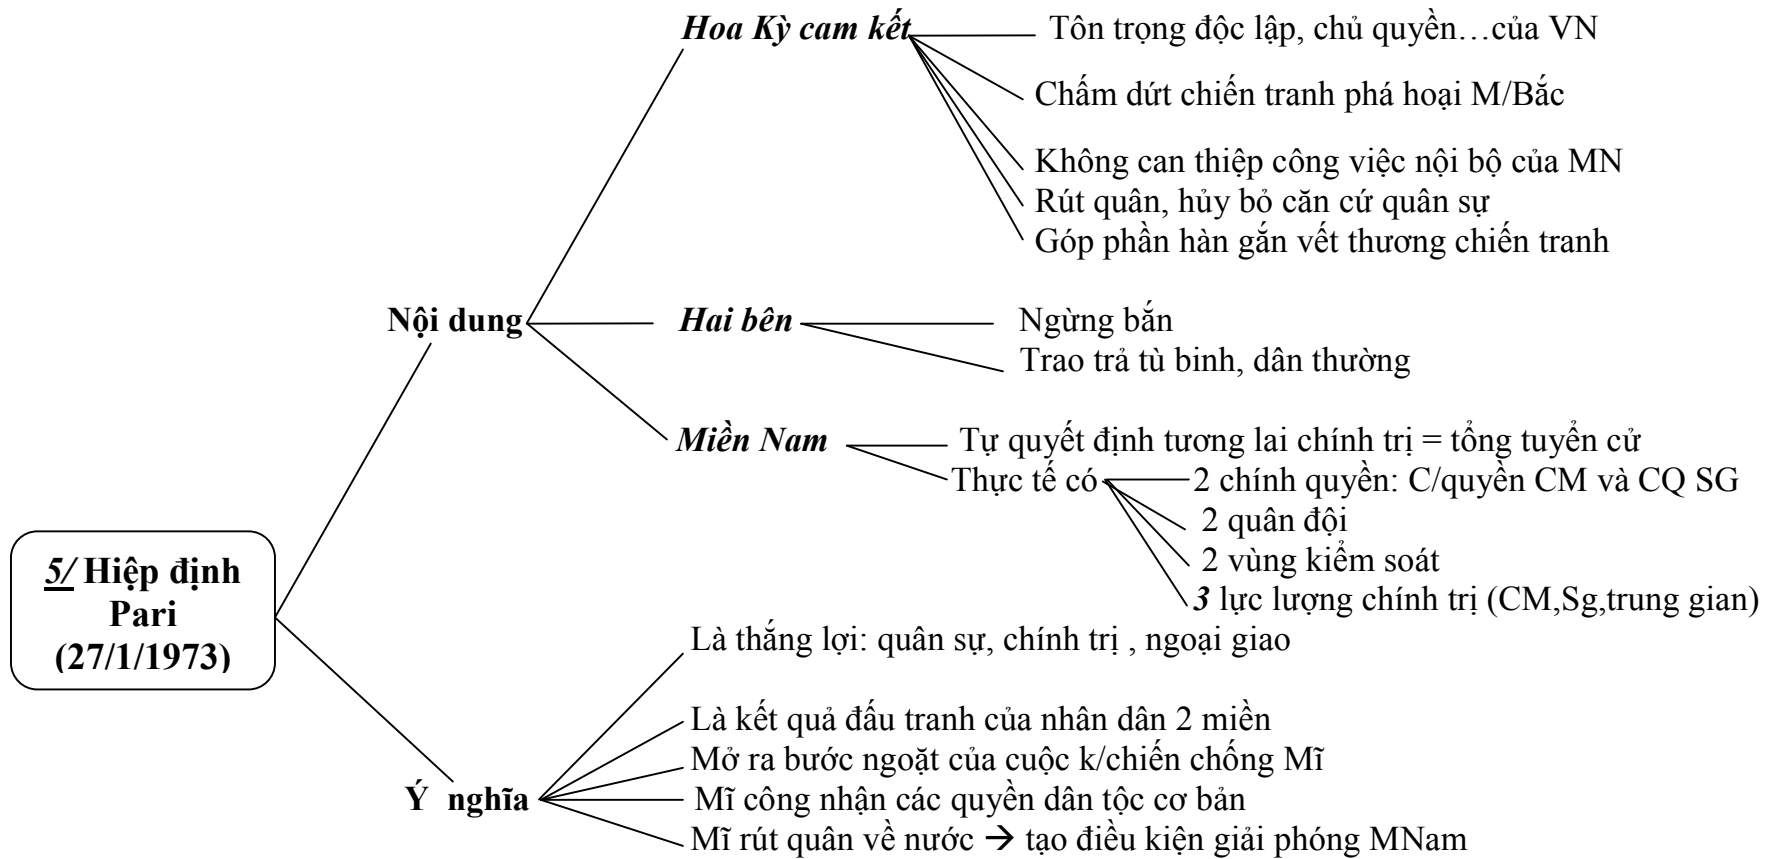 Hoa Kỳ cam kết
Tôn trọng độc lập, chủ quyền…của VN
Chấm dứt chiến tranh phá hoại M/Bắc
Không can thiệp công việc nội bộ của MN
Rút quân, hủy bỏ căn cứ quân sự
Góp phần hàn gắn vết thương chiến tranh
Nội dung
Hai bên
Ngừng bắn
Trao trả tù binh, dân thường
Miền Nam
Tự quyết định tương lai chính trị = tổng tuyển cử
Thực tế có
2 chính quyền: C/quyền CM và CQ SG
2 quân đội
2 vùng kiểm soát
3 lực lượng chính trị (CM,Sg,trung gian)
5/ Hiệp định
Pari
(27/1/1973)
Là thắng lợi: quân sự, chính trị , ngoại giao
Là kết quả đấu tranh của nhân dân 2 miền
Mở ra bước ngoặt của cuộc k/chiến chống Mĩ
Ý nghĩa
Mĩ công nhận các quyền dân tộc cơ bản
Mĩ rút quân về nước → tạo điều kiện giải phóng MNam